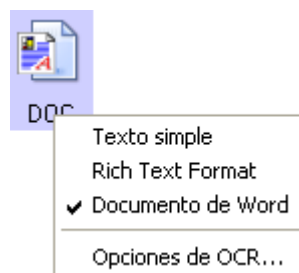 DOC
Texto simple
Rich Text Format
Documento de Word
Opciones de OCR...